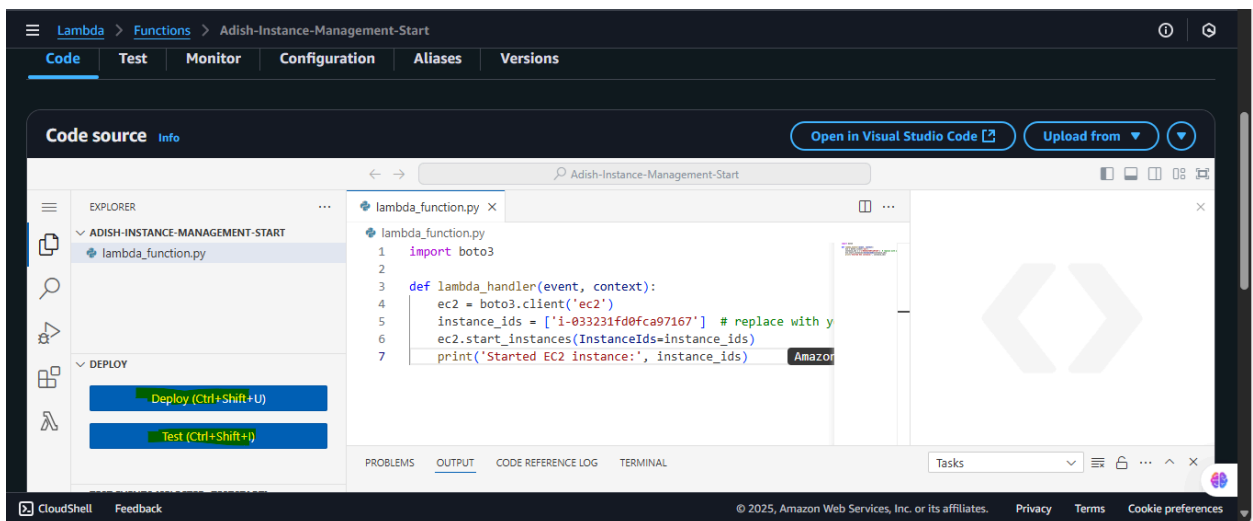 Lambda > Functions > Adish-Instance-Management-Start
Code Test Monitor Configuration Aliases Versions
Code source Info
Open in Visual Studio Code Upload from
Adish-Instance-Management-Start
EXPLORER
ADISH-INSTANCE-MANAGEMENT-START
lambda_function.py
DEPLOY
Deploy (Ctrl+Shift+U)
Test (Ctrl+Shift+I)
lambda_function.py
lambda_function.py
1 import boto3
2
3 def lambda_handler(event, context):
4 ec2 = boto3.client('ec2')
5 instance_ids = ['i-033231fd0fca97167'] # replace with y
6 ec2.start_instances(InstanceIds=instance_ids)
7 print('Started EC2 instance:', instance_ids)
Amazon
PROBLEMS OUTPUT CODE REFERENCE LOG TERMINAL
Tasks
CloudShell Feedback
© 2025, Amazon Web Services, Inc. or its affiliates. Privacy Terms Cookie preferences